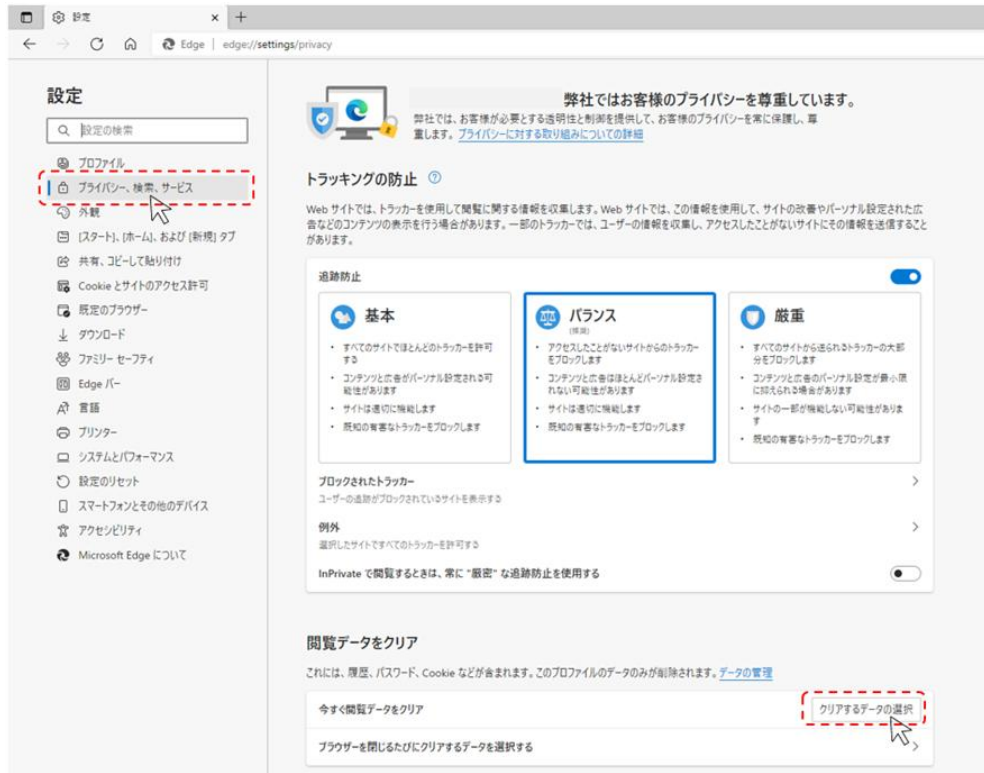 設定
Edge | edge://settings/privacy
設定
設定の検索
プロファイル
プライバシー、検索、サービス
外観
[スタート]、[ホーム]、および [新規] タブ
共有、コピーして貼り付け
Cookie とサイトのアクセス許可
既定のブラウザー
ダウンロード
ファミリー セーフティ
Edge バー
言語
プリンター
システムとパフォーマンス
設定のリセット
スマートフォンとその他のデバイス
アクセシビリティ
Microsoft Edge について
弊社ではお客様のプライバシーを尊重しています。
弊社では、お客様が必要とする透明性と制御を提供して、お客様のプライバシーを常に保護し、尊
重します。 プライバシーに対する取り組みについての詳細
トラッキングの防止
Web サイトでは、トラッカーを使用して閲覧に関する情報を収集します。Web サイトでは、この情報を使用して、サイトの改善やパーソナル設定された広
告などのコンテンツの表示を行う場合があります。一部のトラッカーでは、ユーザーの情報を収集し、アクセスしたことがないサイトにその情報を送信すること
があります。
追跡防止
基本
・ すべてのサイトでほとんどのトラッカーを許可
する
・ コンテンツと広告がパーソナル設定される可
能性があります
・ サイトは適切に機能します
・ 既知の有害なトラッカーをブロックします
バランス
(推奨)
・ アクセスしたことがないサイトからのトラッカー
をブロックします
・ コンテンツと広告はほとんどパーソナル設定さ
れない可能性があります
・ サイトは適切に機能します
・ 既知の有害なトラッカーをブロックします
厳重
・ すべてのサイトから送られるトラッカーの大部
分をブロックします
・ コンテンツと広告のパーソナル設定が最小限
に抑えられる場合があります
・ サイトの一部が機能しない可能性がありま
す
・ 既知の有害なトラッカーをブロックします
ブロックされたトラッカー
ユーザーの追跡がブロックされているサイトを表示する
例外
選択したサイトですべてのトラッカーを許可する
InPrivate で閲覧するときは、常に "厳密" な追跡防止を使用する
閲覧データをクリア
これには、履歴、パスワード、Cookie などが含まれます。このプロファイルのデータのみが削除されます。データの管理
今すぐ閲覧データをクリア
クリアするデータの選択
ブラウザーを閉じるたびにクリアするデータを選択する